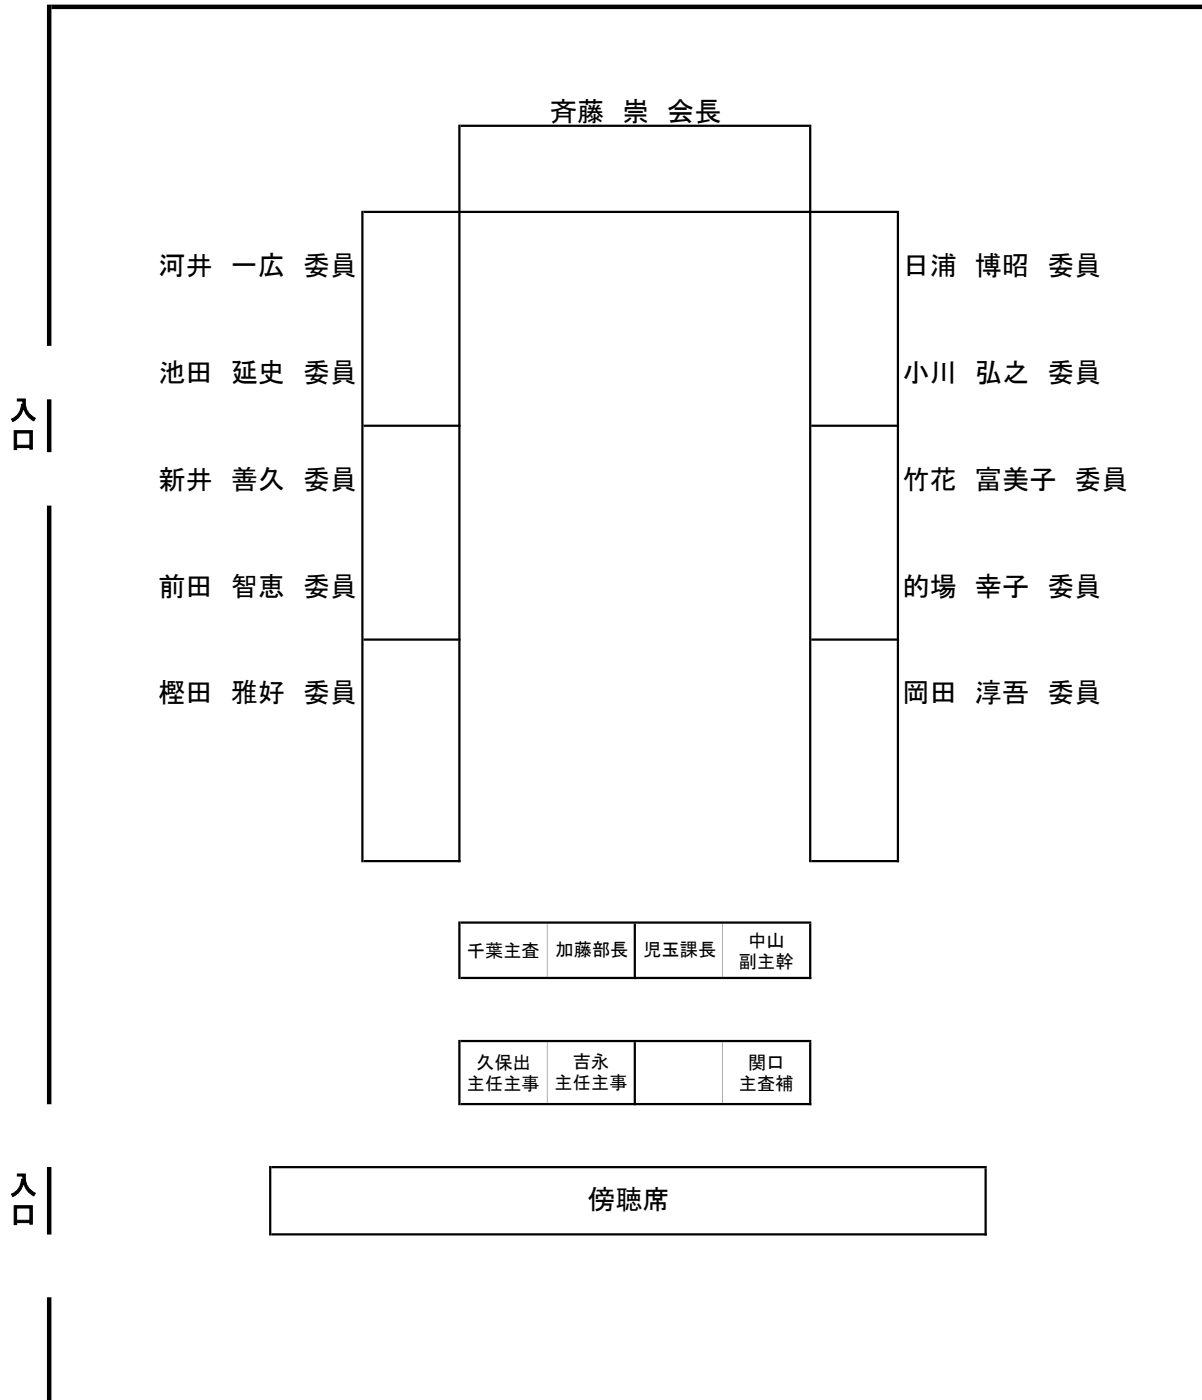 斉藤 崇 会長
河井 一広 委員
日浦 博昭 委員
池田 延史 委員
小川 弘之 委員
入口
新井 善久 委員
竹花 富美子 委員
前田 智恵 委員
的場 幸子 委員
樫田 雅好 委員
岡田 淳吾 委員
千葉主査
加藤部長
児玉課長
中山
副主幹
久保出
主任主事
吉永
主任主事
関口
主査補
入口
傍聴席